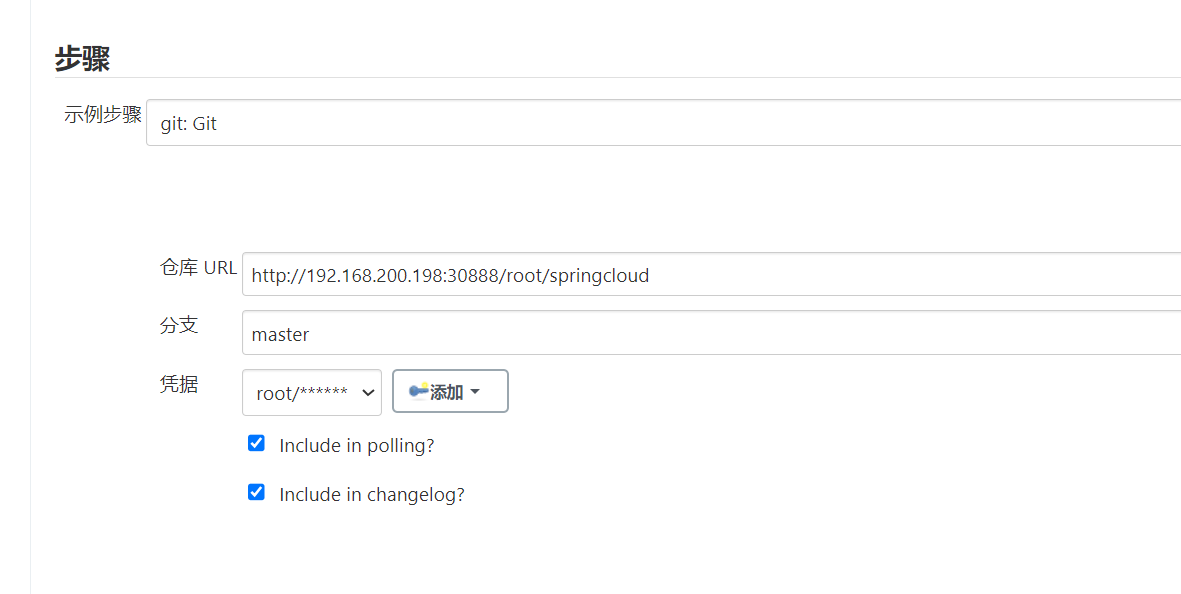 步骤
示例步骤 git: Git
仓库 URL http://192.168.200.198:30888/root/springcloud
分支 master
凭据 root/****** 添加
Include in polling?
Include in changelog?